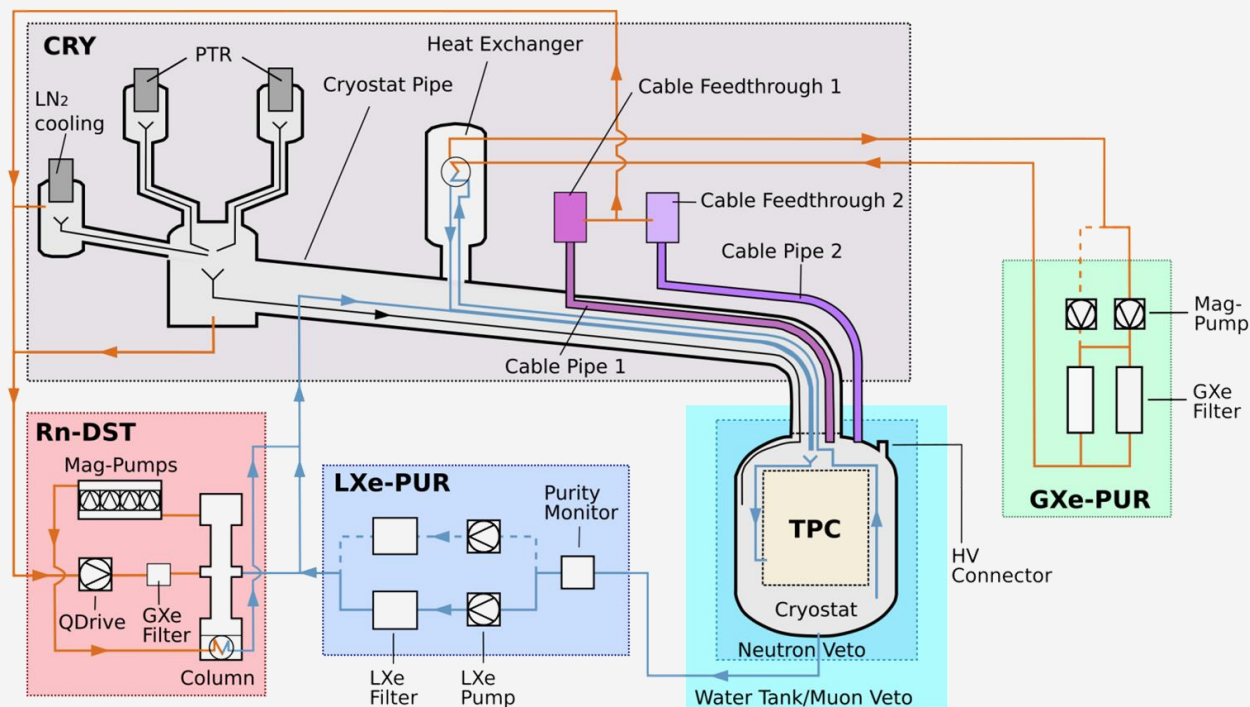 CRY
PTR
Heat Exchanger
Cryostat Pipe
LN2
cooling
Cable Feedthrough 1
Cable Feedthrough 2
Cable Pipe 2
Cable Pipe 1
Mag-
Pump
GXe
Filter
GXe-PUR
Rn-DST
Mag-Pumps
QDrive
GXe
Filter
Column
LXe-PUR
Purity
Monitor
LXe
Filter
LXe
Pump
TPC
Cryostat
Neutron Veto
Water Tank/Muon Veto
HV
Connector